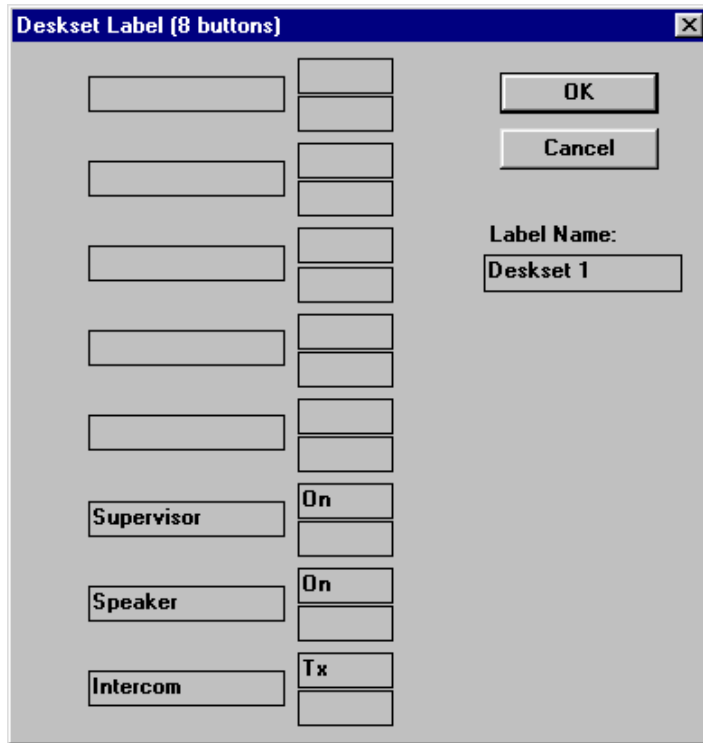 Deskset Label (8 buttons)
OK
Cancel
Label Name:
Deskset 1
On
Supervisor
On
Speaker
Tx
Intercom